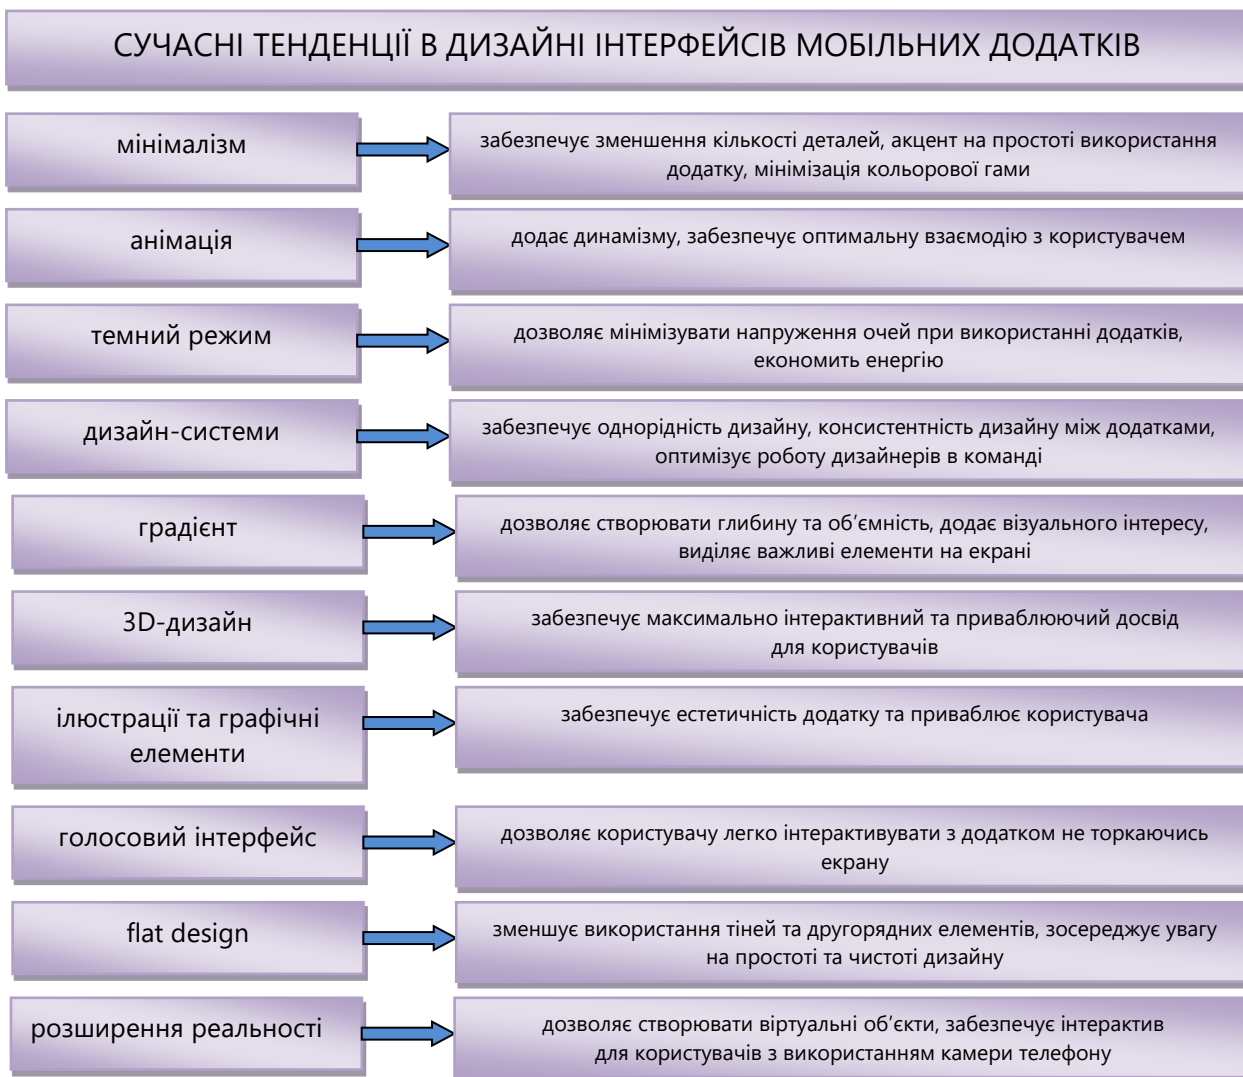 СУЧАСНІ ТЕНДЕНЦІЇ В ДИЗАЙНІ ІНТЕРФЕЙСІВ МОБІЛЬНИХ ДОДАТКІВ
мінімалізм
забезпечує зменшення кількості деталей, акцент на простоті використання
додатку, мінімізація кольорової гами
анімація
додає динамізму, забезпечує оптимальну взаємодію з користувачем
темний режим
дозволяє мінімізувати напруження очей при використанні додатків,
економить енергію
дизайн-системи
забезпечує однорідність дизайну, консистентність дизайну між додатками,
оптимізує роботу дизайнерів в команді
градієнт
дозволяє створювати глибину та об’ємність, додає візуального інтересу,
виділяє важливі елементи на екрані
3D-дизайн
забезпечує максимально інтерактивний та приваблюючий досвід
для користувачів
ілюстрації та графічні
елементи
забезпечує естетичність додатку та приваблює користувача
голосовий інтерфейс
дозволяє користувачу легко інтерактивувати з додатком не торкаючись
екрану
flat design
зменшує використання тіней та другорядних елементів, зосереджує увагу
на простоті та чистоті дизайну
розширення реальності
дозволяє створювати віртуальні об’єкти, забезпечує інтерактив
для користувачів з використанням камери телефону